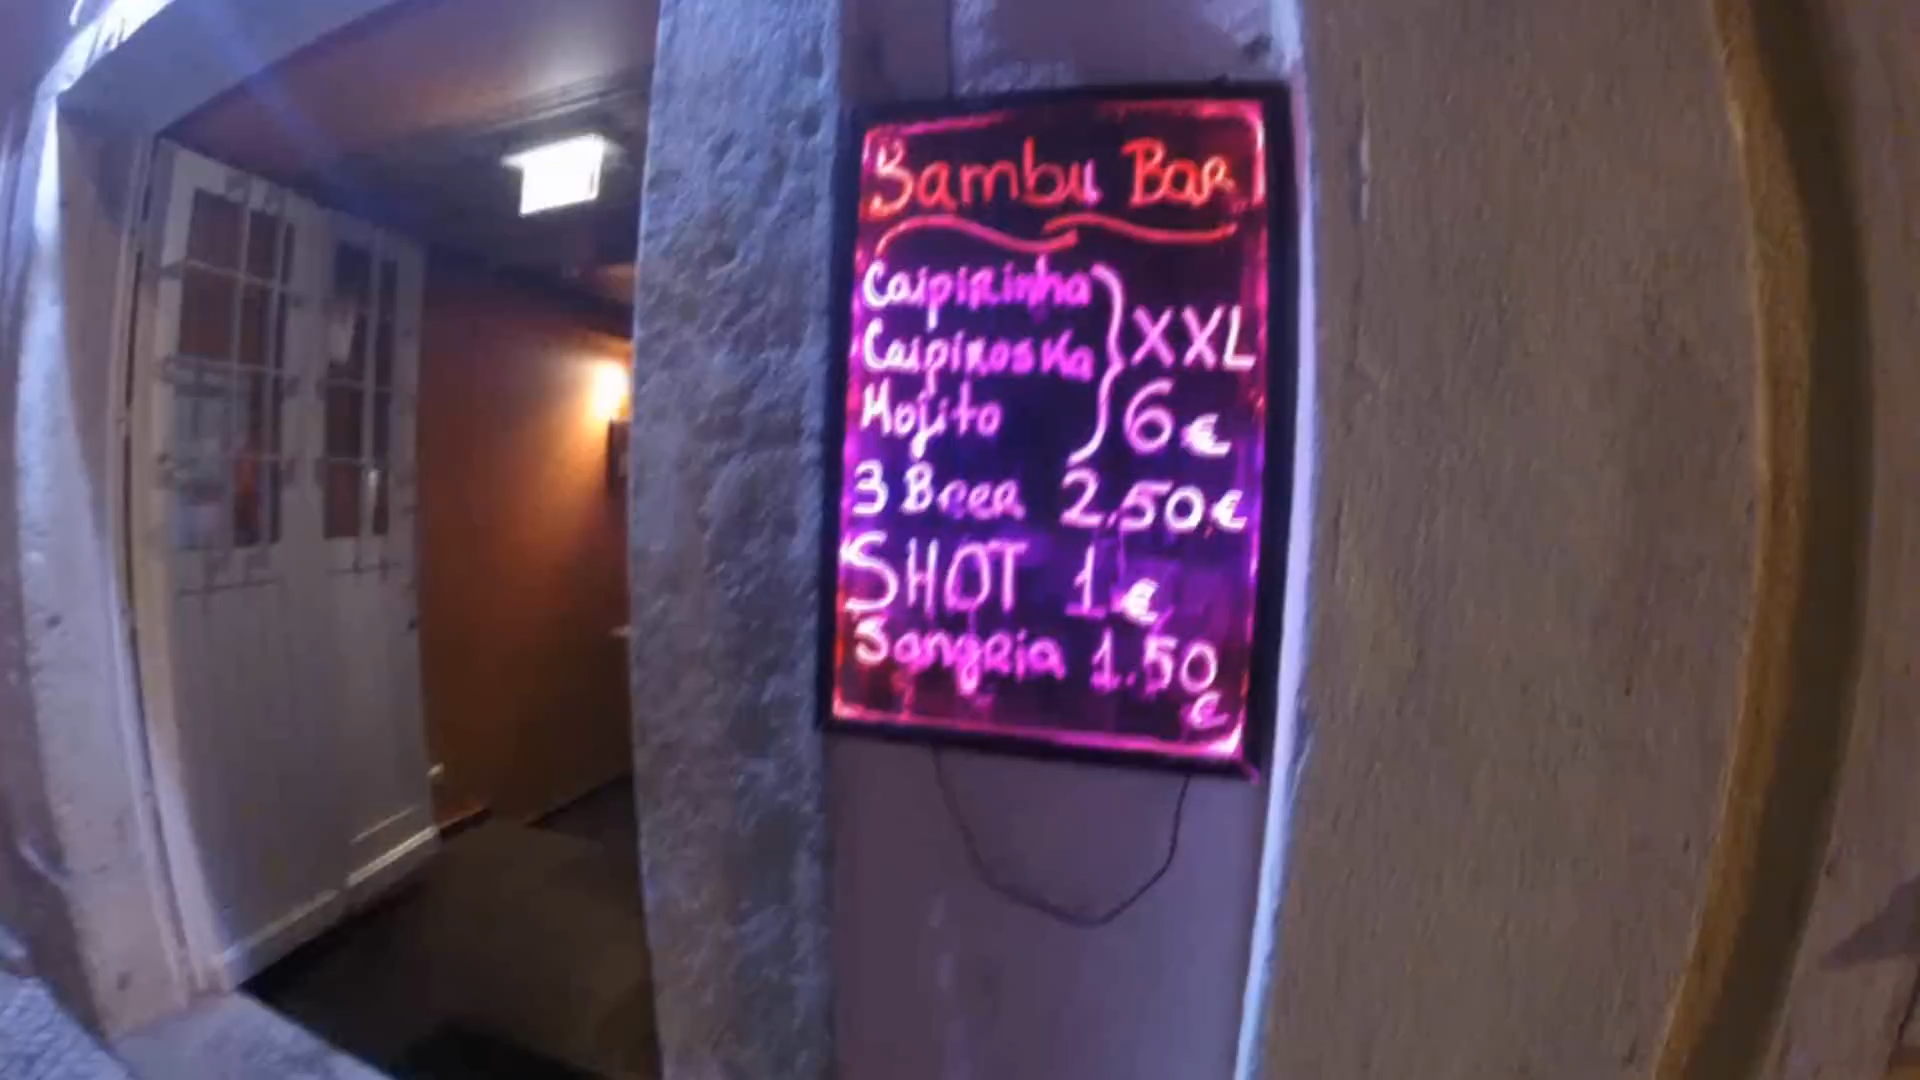 Bambu Bar
Caipirinha
Caipiroska
Mojito
} XXL
6€
3 Beer 2.50€
SHOT 1€
Sangria 1.50
€